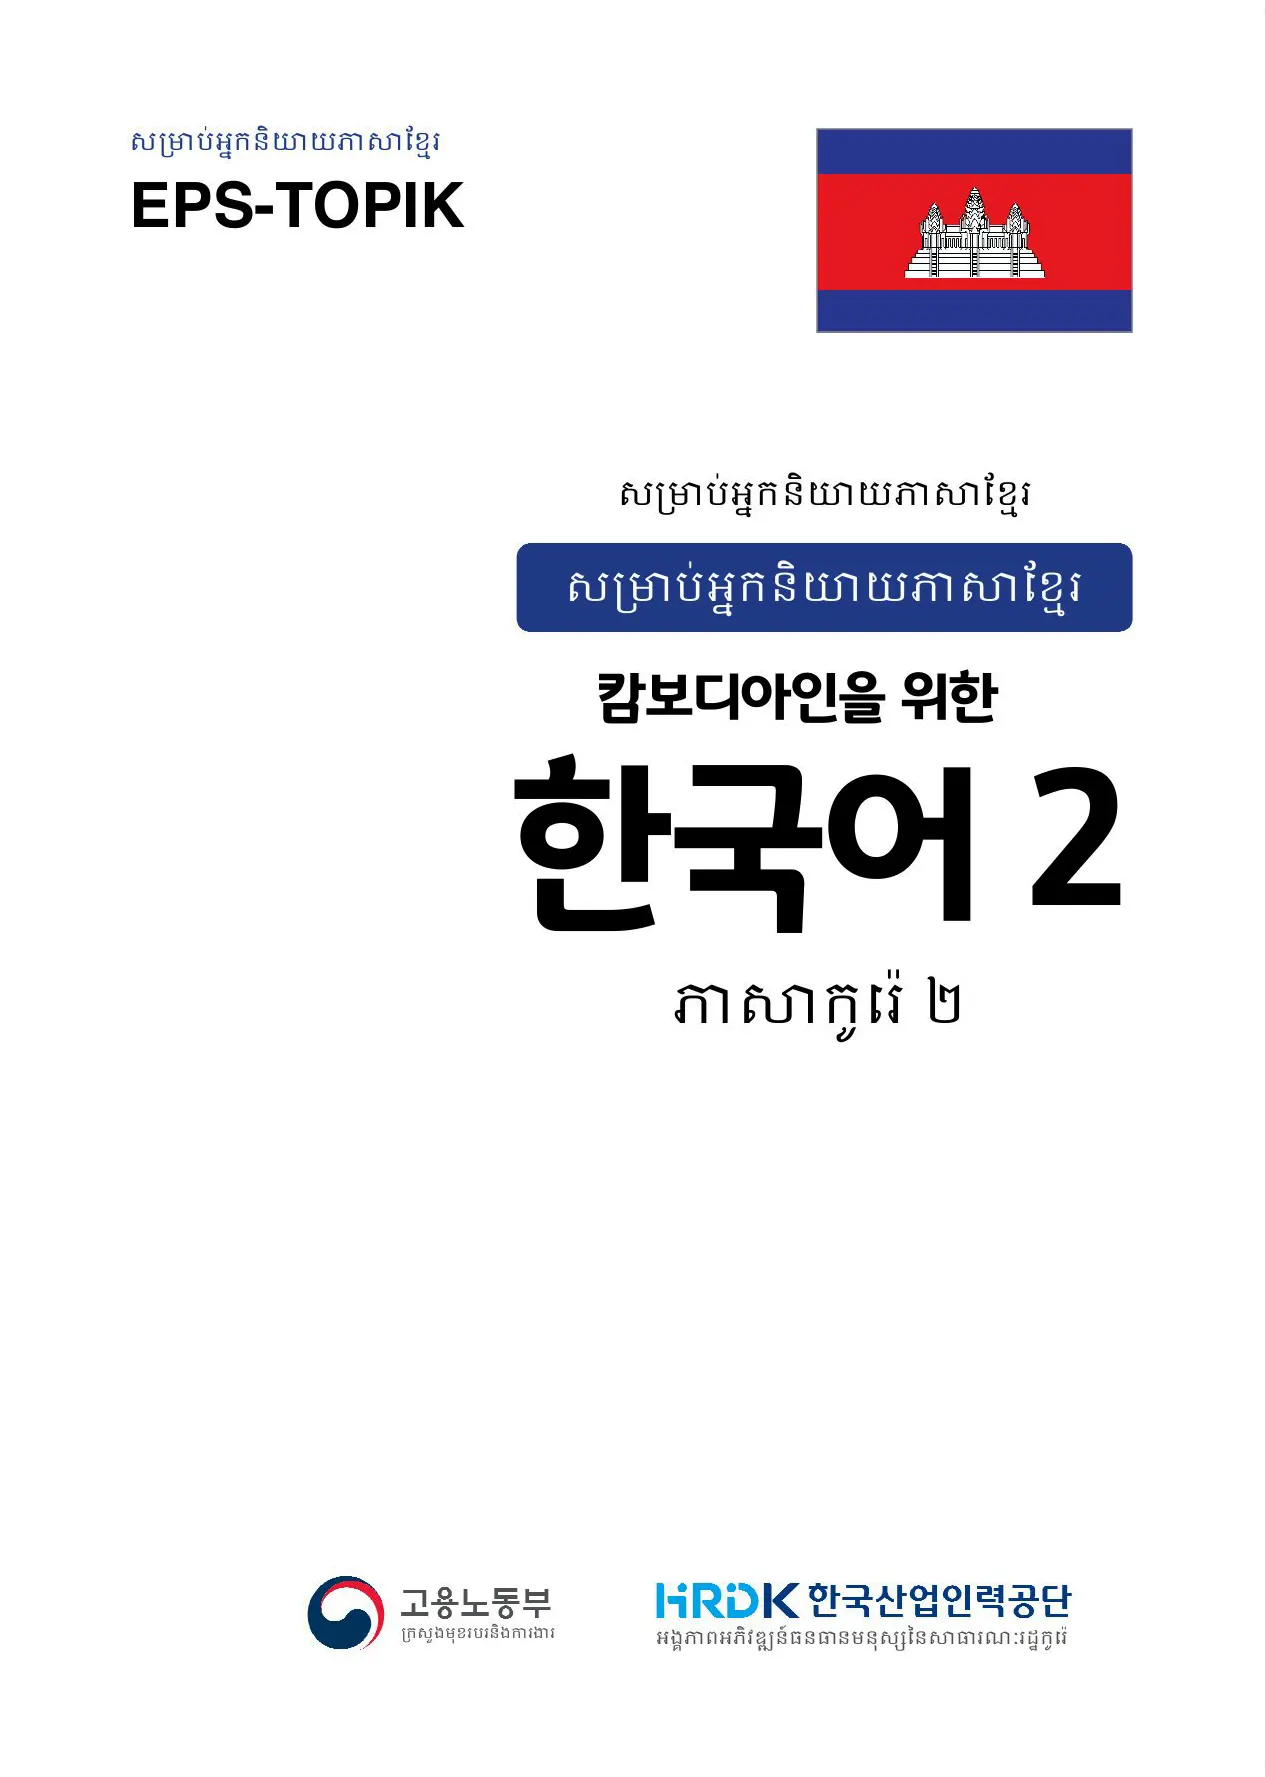 សម្រាប់អ្នកនិយាយភាសាខ្មែរ
EPS-TOPIK
សម្រាប់អ្នកនិយាយភាសាខ្មែរ
សម្រាប់អ្នកនិយាយភាសាខ្មែរ
캄보디아인을 위한
한국어 2
ភាសាកូរ៉េ ២
고용노동부
ក្រសួងមុខរបរនិងការងារ
HRDK 한국산업인력공단
អង្គភាពអភិវឌ្ឍន៍ធនធានមនុស្សនៃសាធារណៈរដ្ឋកូរ៉េ